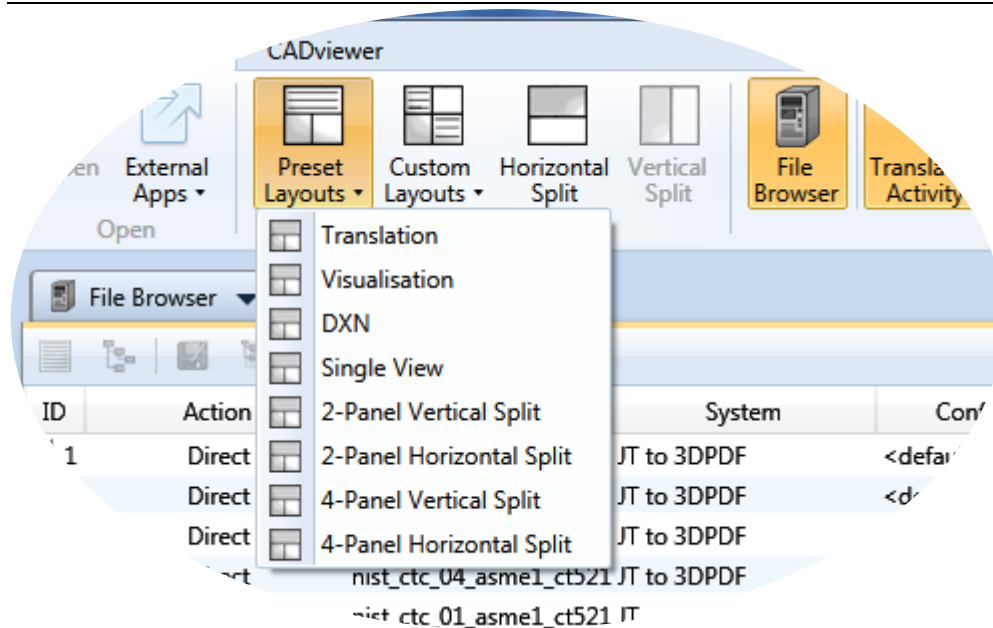 CADviewer
External Apps
Preset Layouts
Custom Layouts
Horizontal Split
Vertical Split
File Browser
Activity
Open
Translation
Visualisation
DXN
Single View
2-Panel Vertical Split
2-Panel Horizontal Split
4-Panel Vertical Split
4-Panel Horizontal Split
File Browser
ID Action System
1 Direct JT to 3DPDF
Direct JT to 3DPDF
Direct JT to 3DPDF
nist_ctc_04_asme1_ct521 JT to 3DPDF
nist_ctc_01_asme1_ct521 JT